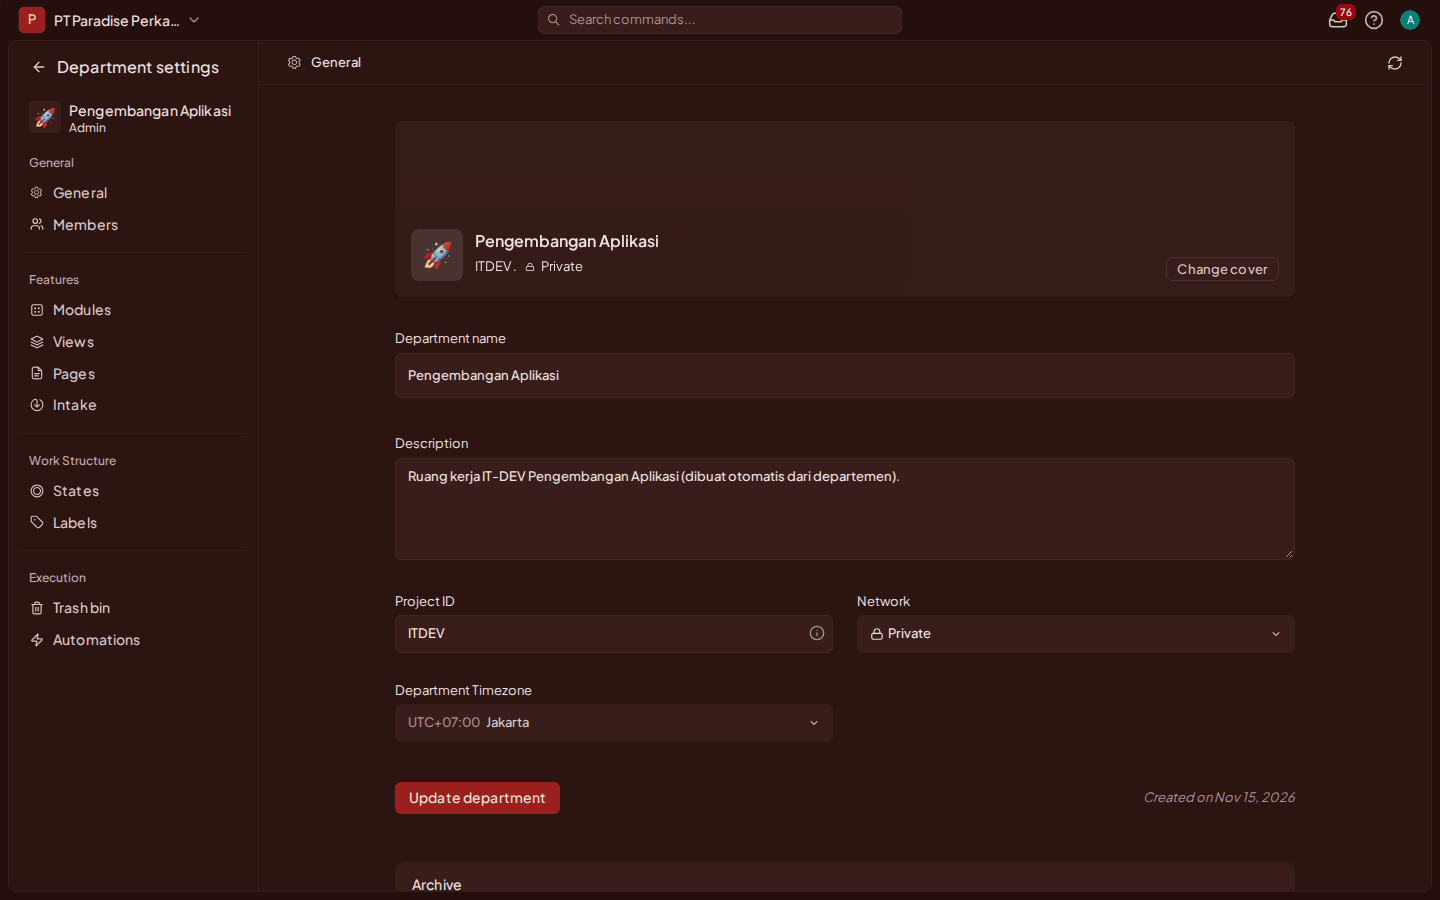 P
PT Paradise Perka...
Search commands...
76
A
Department settings
General
Pengembangan Aplikasi
Admin
General
General
Members
Features
Modules
Views
Pages
Intake
Work Structure
States
Labels
Execution
Trash bin
Automations
Pengembangan Aplikasi
ITDEV . Private
Change cover
Department name
Pengembangan Aplikasi
Description
Ruang kerja IT-DEV Pengembangan Aplikasi (dibuat otomatis dari departemen).
Project ID
Network
ITDEV
Private
Department Timezone
UTC+07:00 Jakarta
Update department
Created on Nov 15, 2026
Archive